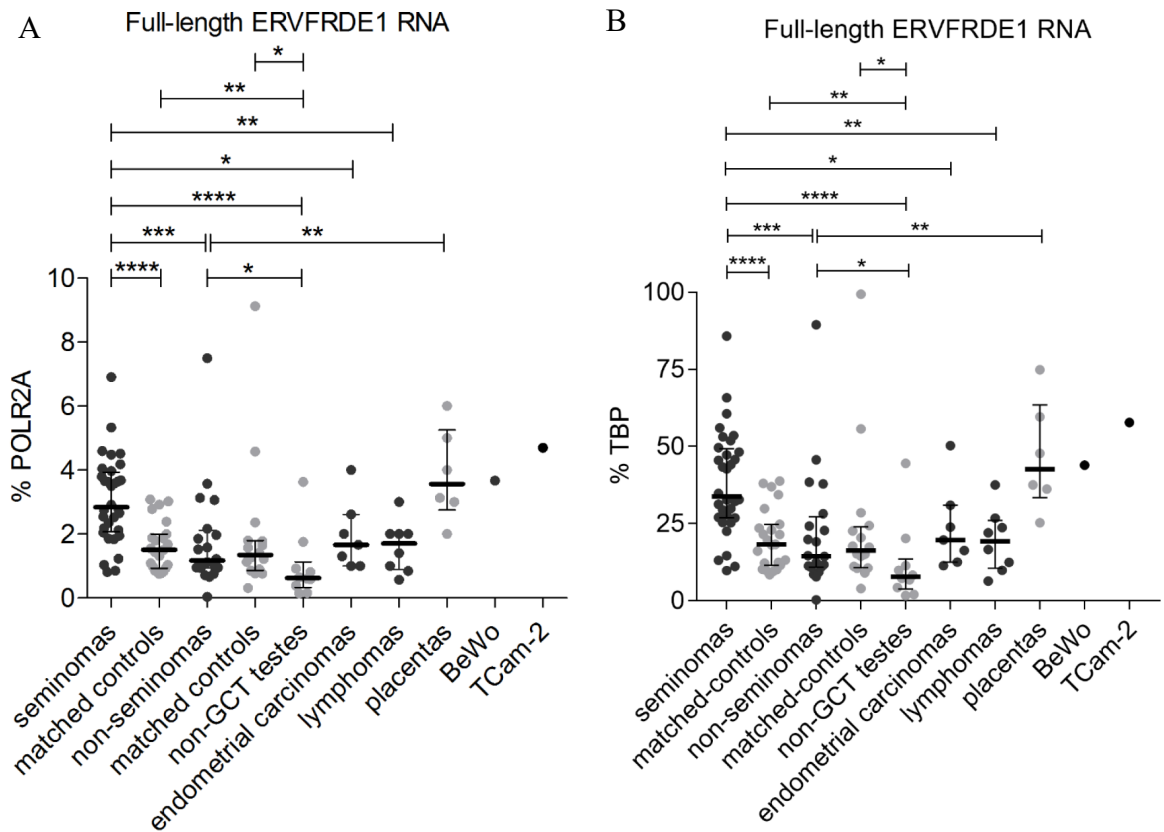 A
Full-length ERVFRDE1 RNA
*
**
**
*
****
***
**
****
*
% POLR2A
10
8
6
4
2
0
seminomas
matched controls
non-seminomas
matched controls
non-GCT testes
endometrial carcinomas
lymphomas
placentas
BeWo
TCam-2
B
Full-length ERVFRDE1 RNA
*
**
**
*
****
***
**
****
*
% TBP
100
75
50
25
0
seminomas
matched-controls
non-seminomas
matched-controls
non-GCT testes
endometrial carcinomas
lymphomas
placentas
BeWo
TCam-2